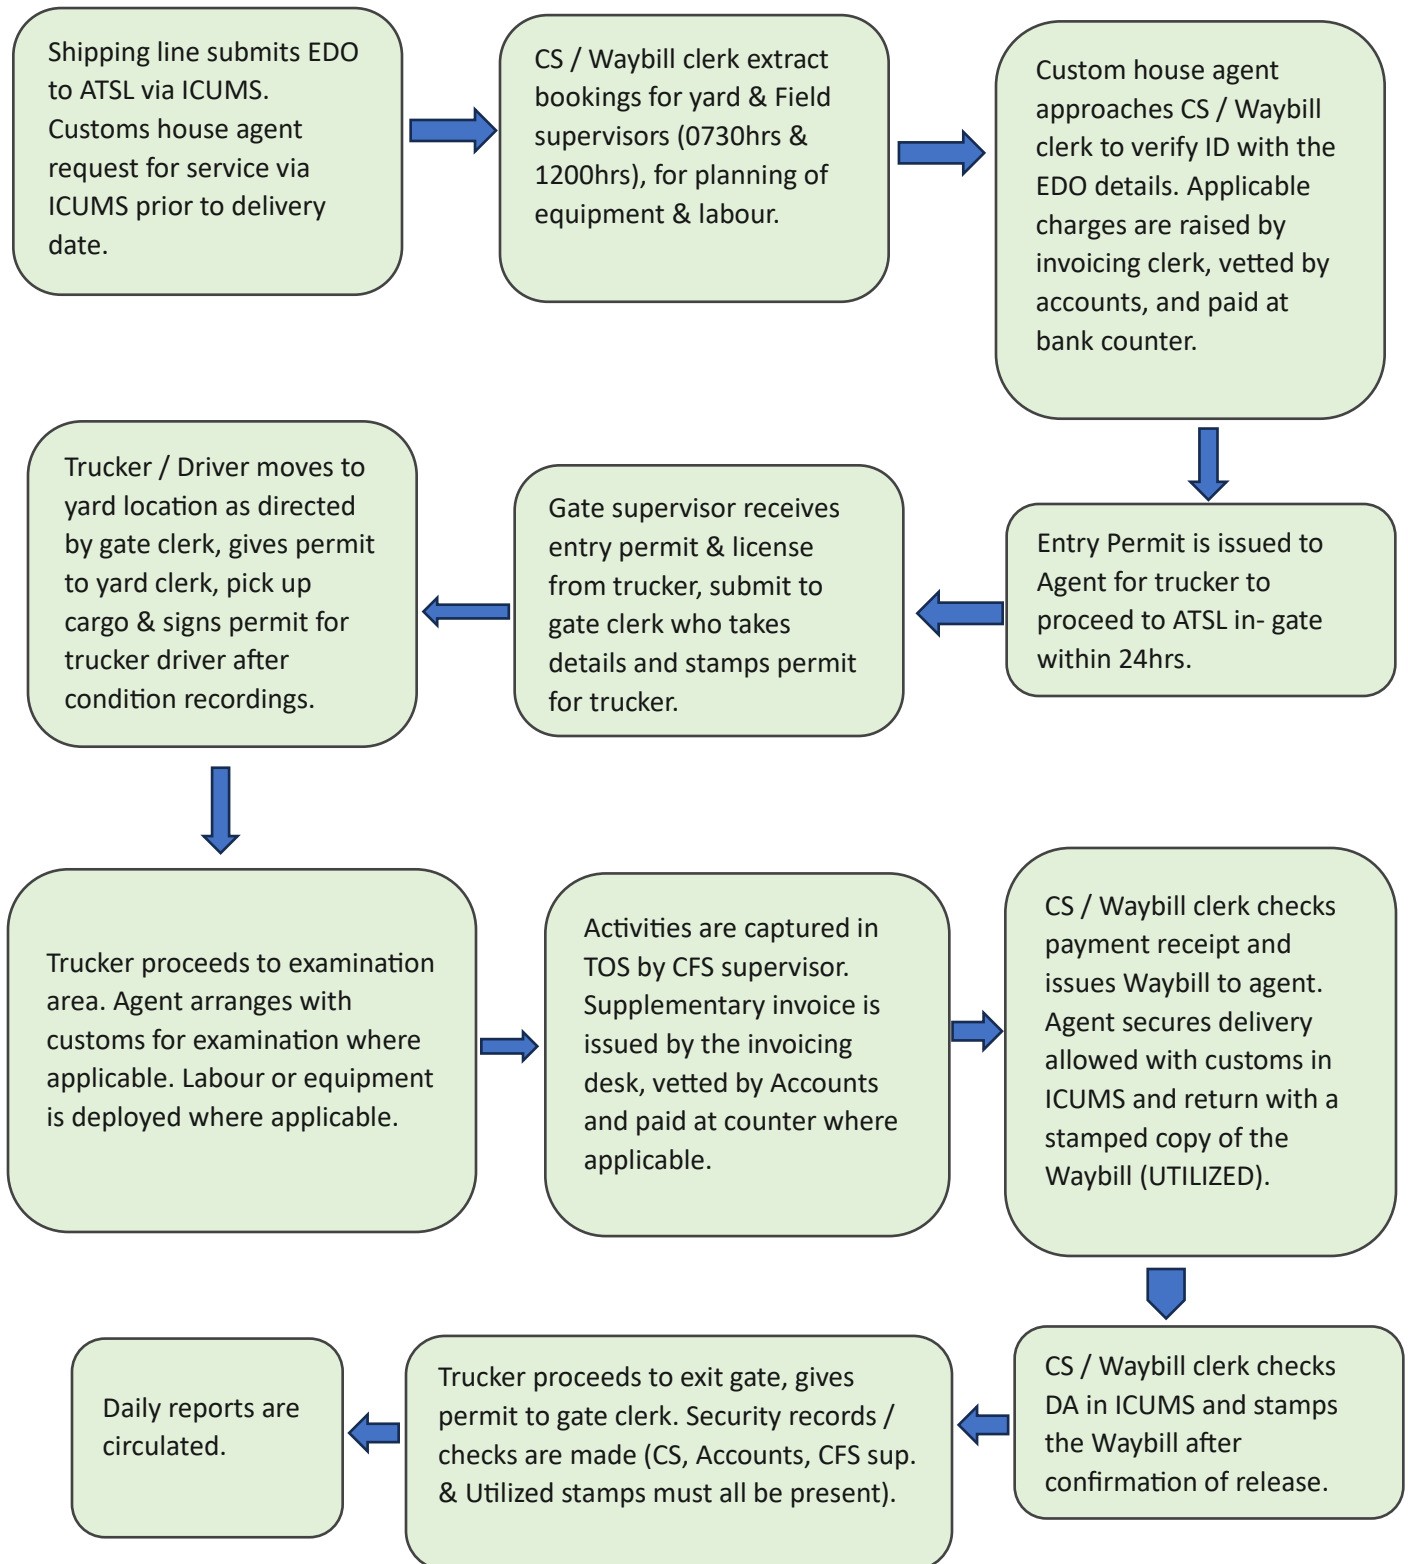 Shipping line submits EDO
to ATSL via ICUMS.
Customs house agent
request for service via
ICUMS prior to delivery
date.
CS / Waybill clerk extract
bookings for yard & Field
supervisors (0730hrs &
1200hrs), for planning of
equipment & labour.
Custom house agent
approaches CS / Waybill
clerk to verify ID with the
EDO details. Applicable
charges are raised by
invoicing clerk, vetted by
accounts, and paid at
bank counter.
Entry Permit is issued to
Agent for trucker to
proceed to ATSL in- gate
within 24hrs.
Gate supervisor receives
entry permit & license
from trucker, submit to
gate clerk who takes
details and stamps permit
for trucker.
Trucker / Driver moves to
yard location as directed
by gate clerk, gives permit
to yard clerk, pick up
cargo & signs permit for
trucker driver after
condition recordings.
Trucker proceeds to examination
area. Agent arranges with
customs for examination where
applicable. Labour or equipment
is deployed where applicable.
Activities are captured in
TOS by CFS supervisor.
Supplementary invoice is
issued by the invoicing
desk, vetted by Accounts
and paid at counter where
applicable.
CS / Waybill clerk checks
payment receipt and
issues Waybill to agent.
Agent secures delivery
allowed with customs in
ICUMS and return with a
stamped copy of the
Waybill (UTILIZED).
CS / Waybill clerk checks
DA in ICUMS and stamps
the Waybill after
confirmation of release.
Trucker proceeds to exit gate, gives
permit to gate clerk. Security records /
checks are made (CS, Accounts, CFS sup.
& Utilized stamps must all be present).
Daily reports are
circulated.